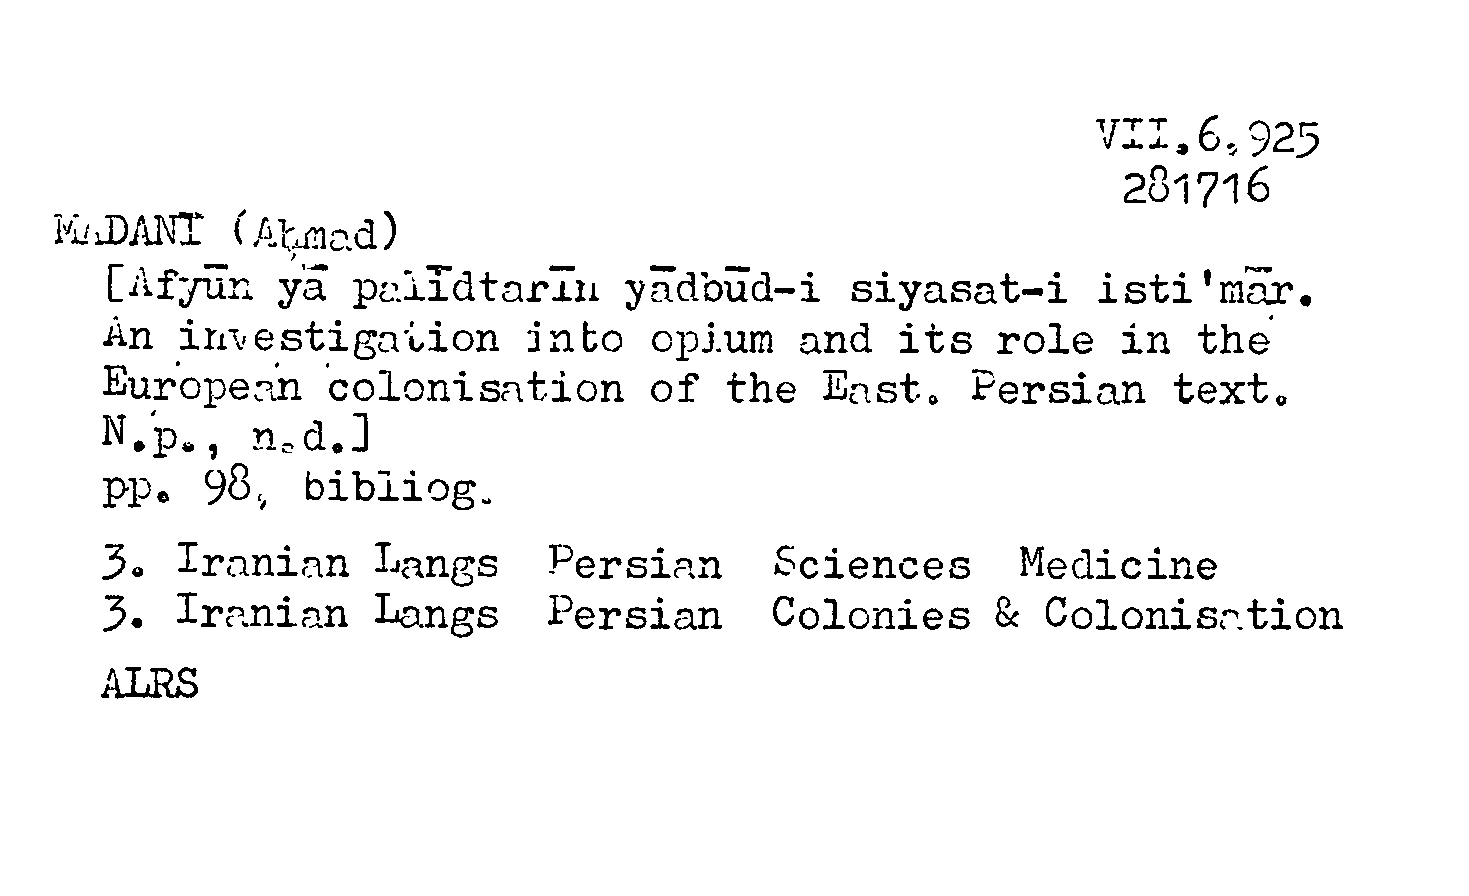 VII.6.925
281716
MADANĪ (Aḥmad)
[Afyūn yā palīdtarīn yādbūd-i siyasat-i isti'mār.
An investigation into opium and its role in the
European colonisation of the East. Persian text.
N.p., n.d.]
pp. 98, bibliog.
3. Iranian Langs Persian Sciences Medicine
3. Iranian Langs Persian Colonies & Colonisation
ALRS